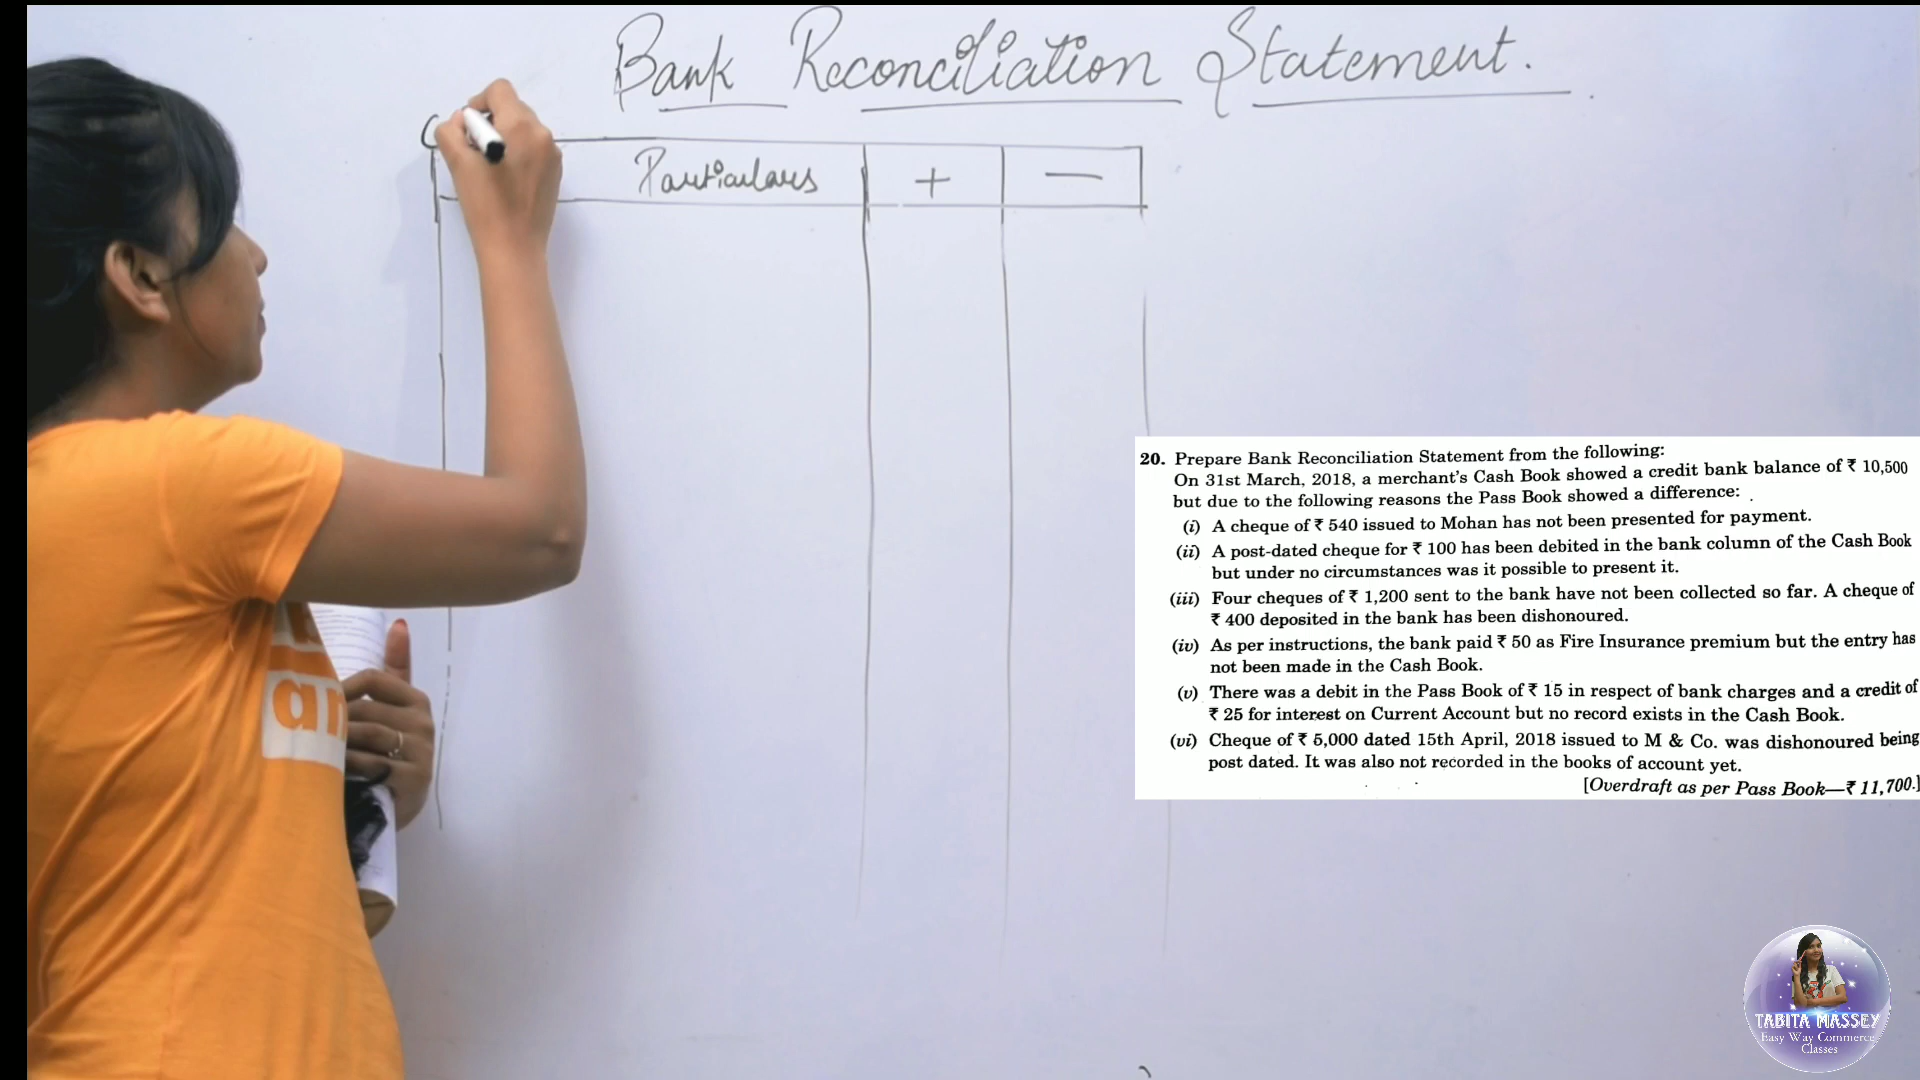 Bank Reconciliation Statement.
Particulars + —
20. Prepare Bank Reconciliation Statement from the following:
On 31st March, 2018, a merchant's Cash Book showed a credit bank balance of ₹ 10,500
but due to the following reasons the Pass Book showed a difference:
(i) A cheque of ₹ 540 issued to Mohan has not been presented for payment.
(ii) A post-dated cheque for ₹ 100 has been debited in the bank column of the Cash Book
but under no circumstances was it possible to present it.
(iii) Four cheques of ₹ 1,200 sent to the bank have not been collected so far. A cheque of
₹ 400 deposited in the bank has been dishonoured.
(iv) As per instructions, the bank paid ₹ 50 as Fire Insurance premium but the entry has
not been made in the Cash Book.
(v) There was a debit in the Pass Book of ₹ 15 in respect of bank charges and a credit of
₹ 25 for interest on Current Account but no record exists in the Cash Book.
(vi) Cheque of ₹ 5,000 dated 15th April, 2018 issued to M & Co. was dishonoured being
post dated. It was also not recorded in the books of account yet.
[Overdraft as per Pass Book—₹ 11,700.]
TABITA MASSEY
Easy Way Commerce
Classes